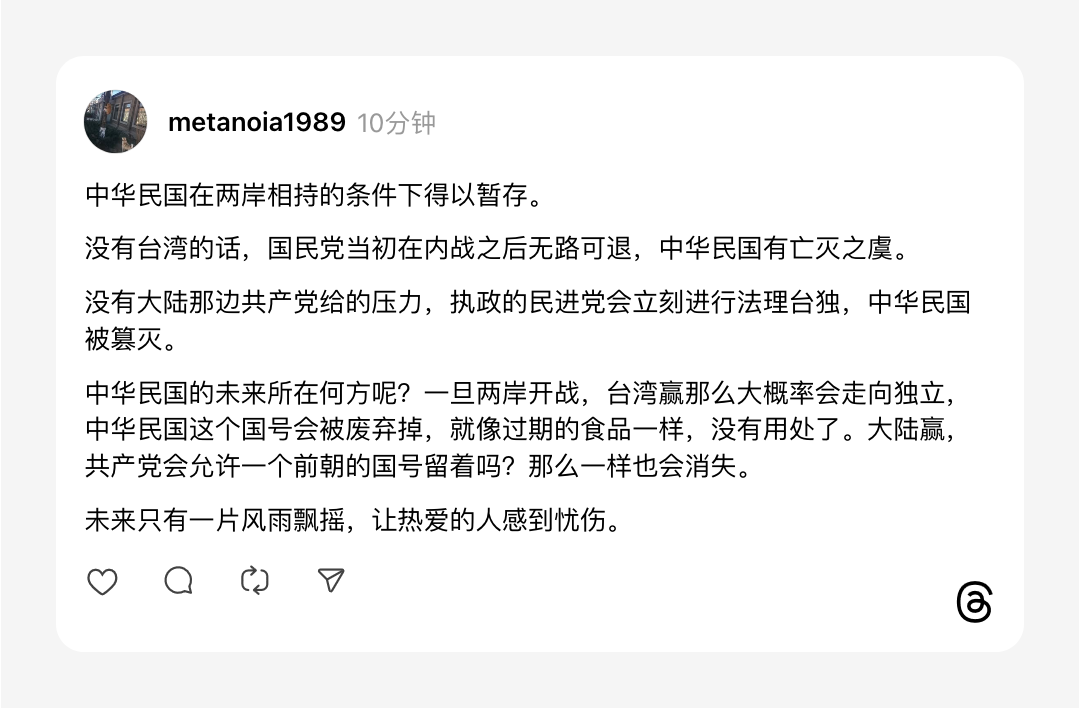 metanoia1989 10分钟
中华民国在两岸相持的条件下得以暂存。
没有台湾的话，国民党当初在内战之后无路可退，中华民国有亡灭之虞。
没有大陆那边共产党给的压力，执政的民进党会立刻进行法理台独，中华民国
被篡灭。
中华民国的未来所在何方呢？一旦两岸开战，台湾赢那么大概率会走向独立，
中华民国这个国号会被废弃掉，就像过期的食品一样，没有用处了。大陆赢，
共产党会允许一个前朝的国号留着吗？那么一样也会消失。
未来只有一片风雨飘摇，让热爱的人感到忧伤。